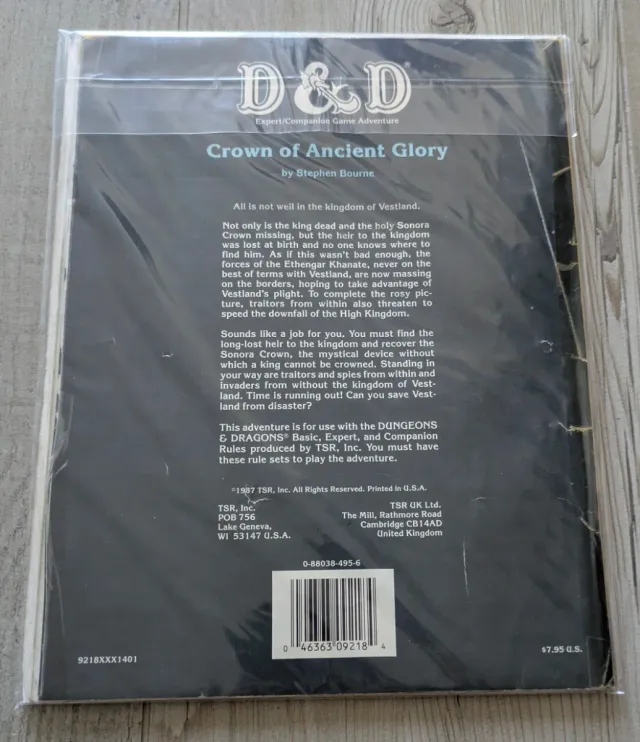 D&D®
Expert/Companion Game Adventure
Crown of Ancient Glory
by Stephen Bourne
All is not well in the kingdom of Vestland.
Not only is the king dead and the holy Sonora
Crown missing, but the heir to the kingdom
was lost at birth and no one knows where to
find him. As if this wasn't bad enough, the
forces of the Ethengar Khanate, never on the
best of terms with Vestland, are now massing
on the borders, hoping to take advantage of
Vestland's plight. To complete the rosy pic-
ture, traitors from within also threaten to
speed the downfall of the High Kingdom.
Sounds like a job for you. You must find the
long-lost heir to the kingdom and recover the
Sonora Crown, the mystical device without
which a king cannot be crowned. Standing in
your way are traitors and spies from within and
invaders from without the kingdom of Vest-
land. Time is running out! Can you save Vest-
land from disaster?
This adventure is for use with the DUNGEONS
& DRAGONS® Basic, Expert, and Companion
Rules produced by TSR, Inc. You must have
these rule sets to play the adventure.
©1987 TSR, Inc. All Rights Reserved. Printed in U.S.A.
TSR, Inc.
POB 756
Lake Geneva,
WI 53147 U.S.A.
TSR UK Ltd.
The Mill, Rathmore Road
Cambridge CB14AD
United Kingdom
0-88038-495-6
0 46363 09218 4
9218XXX1401
$7.95 U.S.